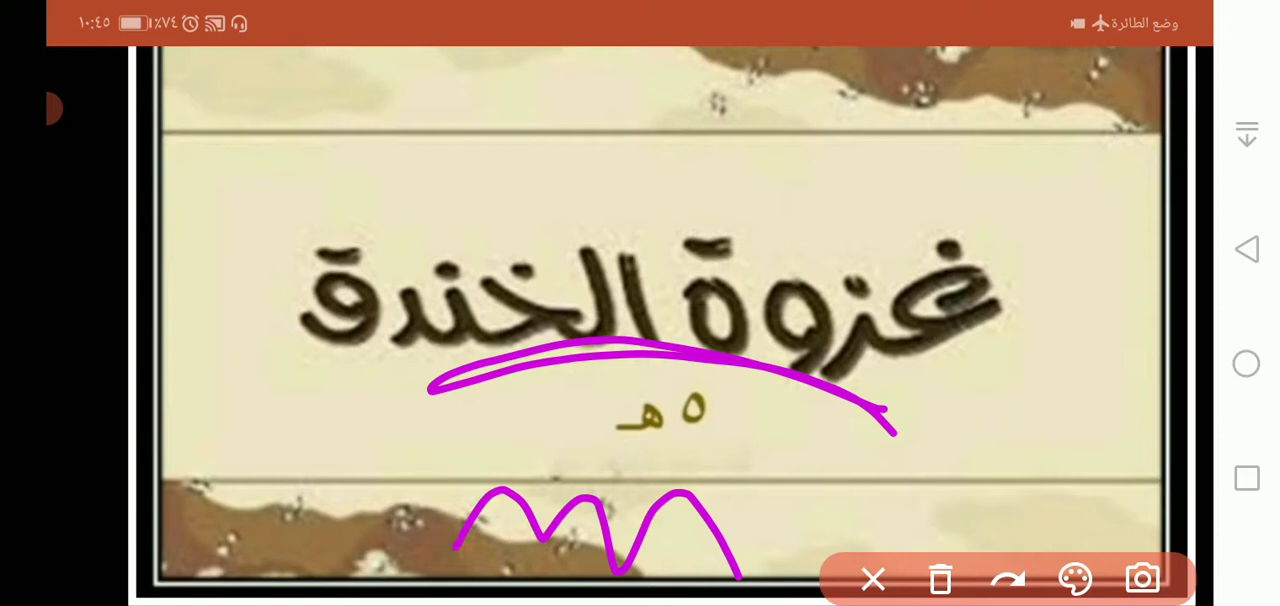 ١٠:٤٥ ٪٧٤ وضع الطائرة
غزوة الخندق
٥ هـ